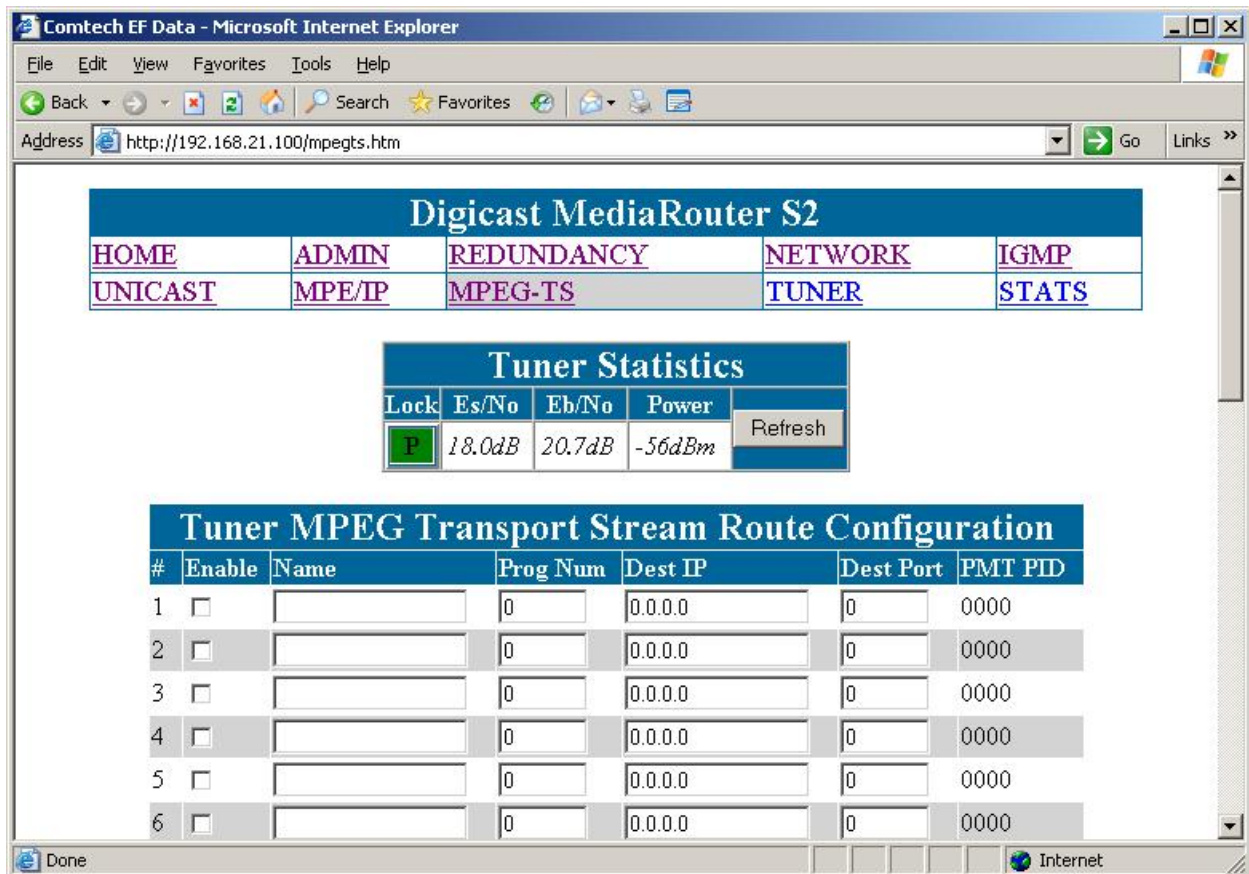 Comtech EF Data - Microsoft Internet Explorer
File Edit View Favorites Tools Help
Back Search Favorites
Address http://192.168.21.100/mpegts.htm Go Links »
Digicast MediaRouter S2
HOME ADMIN REDUNDANCY NETWORK IGMP
UNICAST MPE/IP MPEG-TS TUNER STATS
Tuner Statistics
Lock Es/No Eb/No Power
P 18.0dB 20.7dB -56dBm Refresh
Tuner MPEG Transport Stream Route Configuration
# Enable Name Prog Num Dest IP Dest Port PMT PID
1 0 0.0.0.0 0 0000
2 0 0.0.0.0 0 0000
3 0 0.0.0.0 0 0000
4 0 0.0.0.0 0 0000
5 0 0.0.0.0 0 0000
6 0 0.0.0.0 0 0000
Done Internet